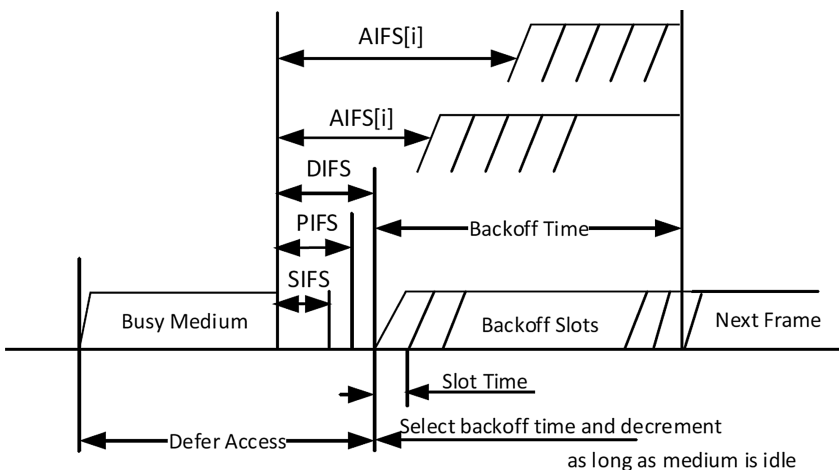 AIFS[i]
AIFS[i]
DIFS
PIFS
Backoff Time
SIFS
Busy Medium
Backoff Slots
Next Frame
Slot Time
Defer Access
Select backoff time and decrement
as long as medium is idle